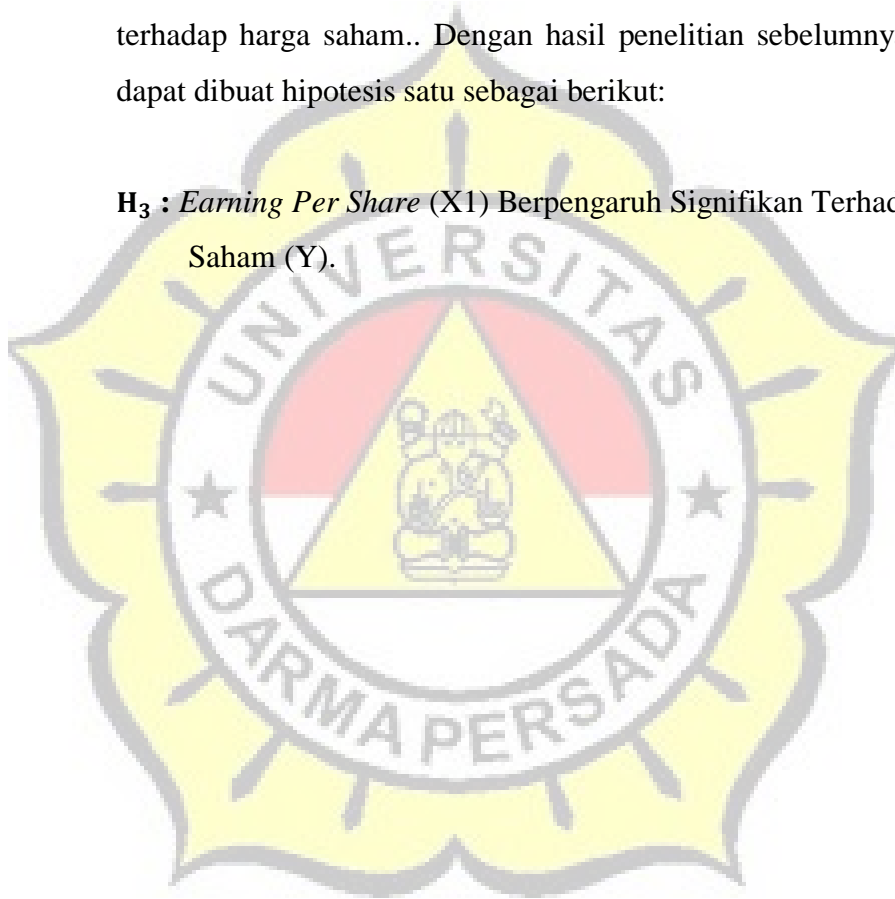 terhadap harga saham.. Dengan hasil penelitian sebelumny
dapat dibuat hipotesis satu sebagai berikut:
H₃ : Earning Per Share (X1) Berpengaruh Signifikan Terhad
Saham (Y).
UNIVERSITAS
DARMA PERSADA